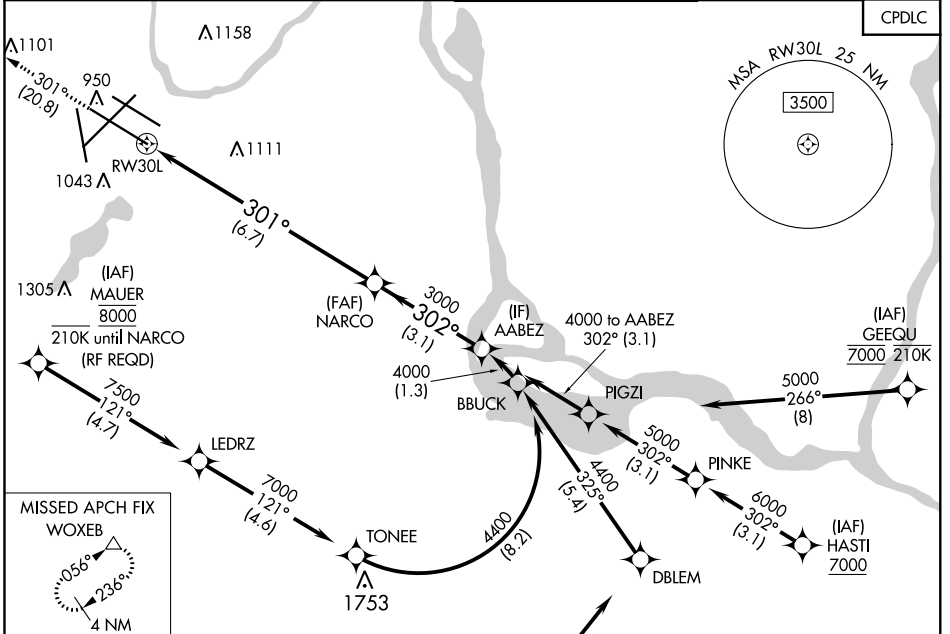 CPDLC
1101
1158
MSA RW30L 25 NM
3500
301°
(20.8)
950
RW30L
1111
1043
301°
(6.7)
1305
(IAF)
MAUER
8000
210K until NARCO
(RF REQD)
(FAF)
NARCO
3000
302°
(3.1)
(IF)
AABEZ
4000 to AABEZ
302° (3.1)
(IAF)
GEEQU
7000 210K
4000
(1.3)
BBUCK
PIGZI
5000
266°
(8)
7500
121°
(4.7)
LEDRZ
5000
302°
(3.1)
PINKE
7000
121°
(4.6)
4400
325°
(5.4)
6000
302°
(3.1)
TONEE
4400
(8.2)
(IAF)
HASTI
7000
DBLEM
1753
MISSED APCH FIX
WOXEB
056°
236°
4 NM